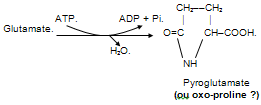 CH₂—CH₂
ATP. ADP + Pi.
Glutamate. O=C CH–COOH.
H₂O.
NH
Pyroglutamate
(ou oxo-proline ?)